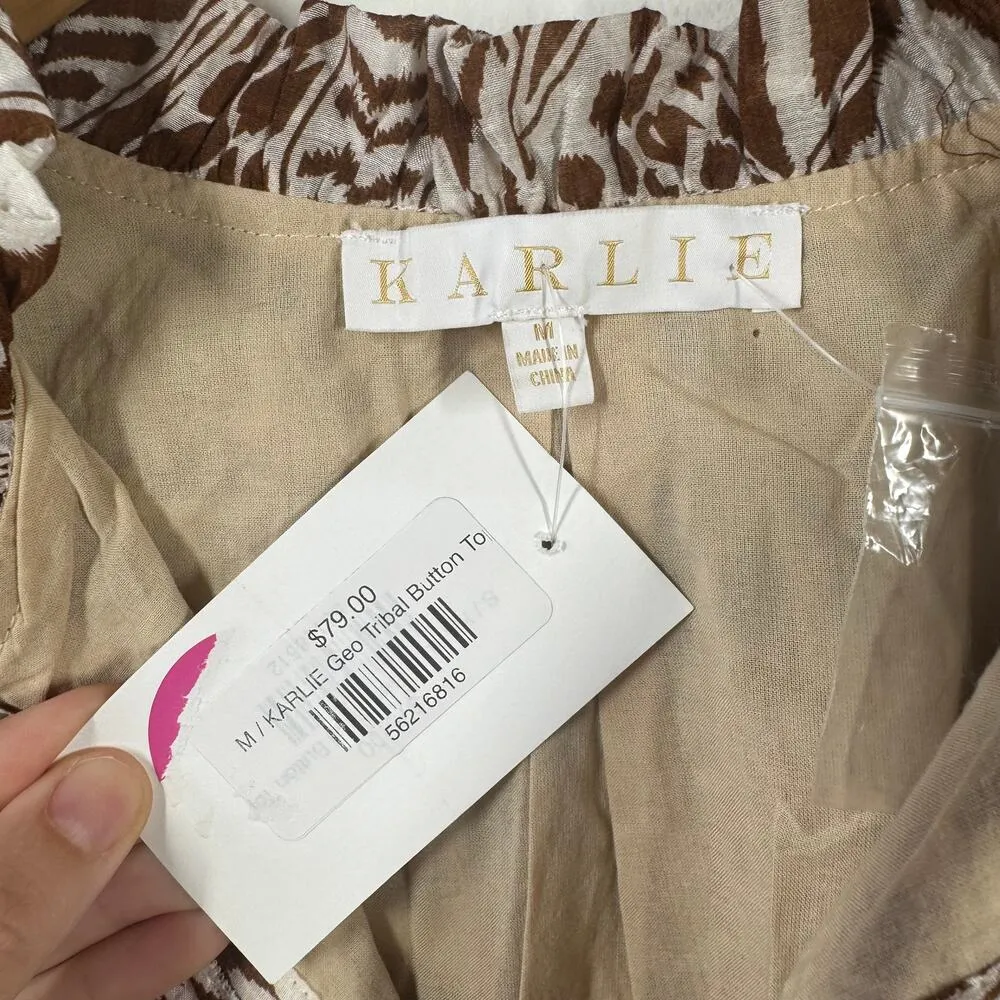 KARLIE
M
MADE IN
CHINA
$79.00
M / KARLIE Geo Tribal Button To
56216816